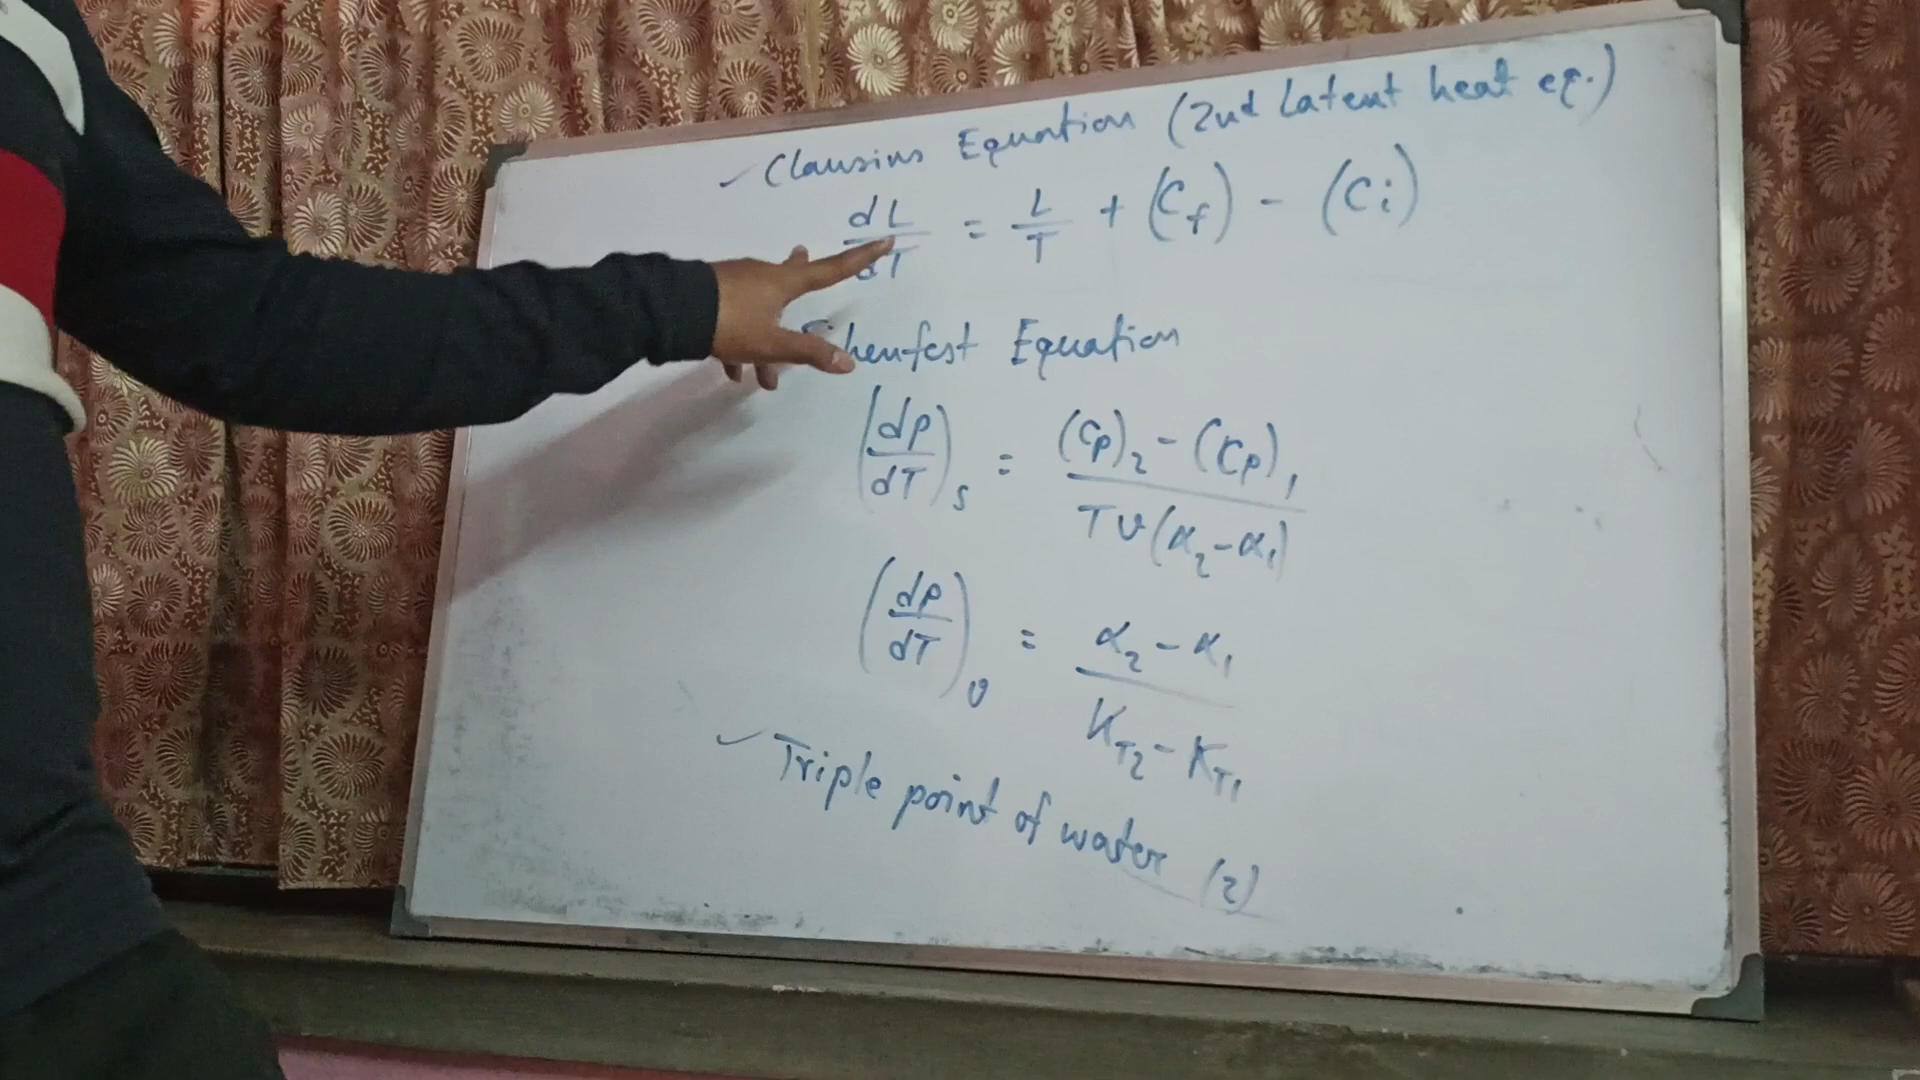 ✓ Clausius Equation (2nd Latent heat eq.)
dL/dT = L/T + (Cf) - (Ci)
Ehenfest Equation
(dp/dT)s = (Cp)2 - (Cp)1 / Tv(α2-α1)
(dp/dT)v = α2 - α1 / KT2 - KT1
✓ Triple point of water (2)